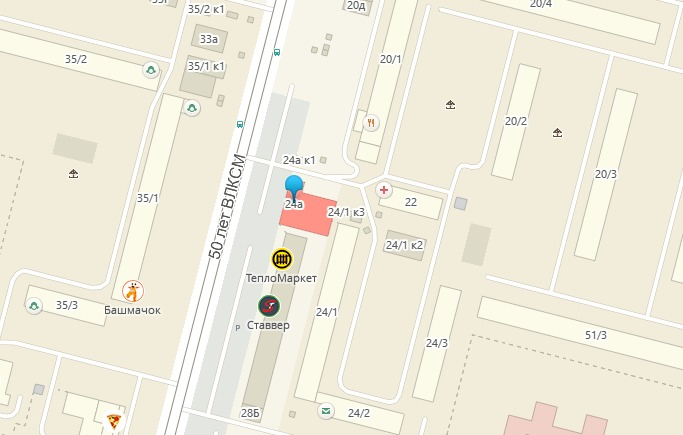 35/2 к1
20д
20/4
33а
35/2
35/1 к1
20/1
20/2
24а к1
20/3
35/1
50 лет ВЛКСМ
24а
24/1 к3
22
24/1 к2
ТеплоМаркет
35/3
Башмачок
24/1
Ставвер
P
51/3
24/3
28Б
24/2